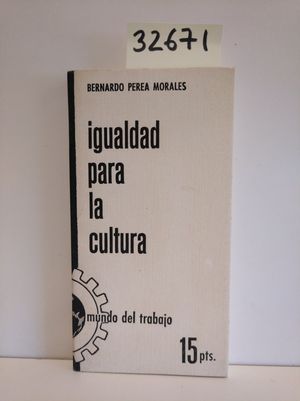 32671
BERNARDO PEREA MORALES
igualdad
para
la
cultura
mundo del trabajo
15 pts.